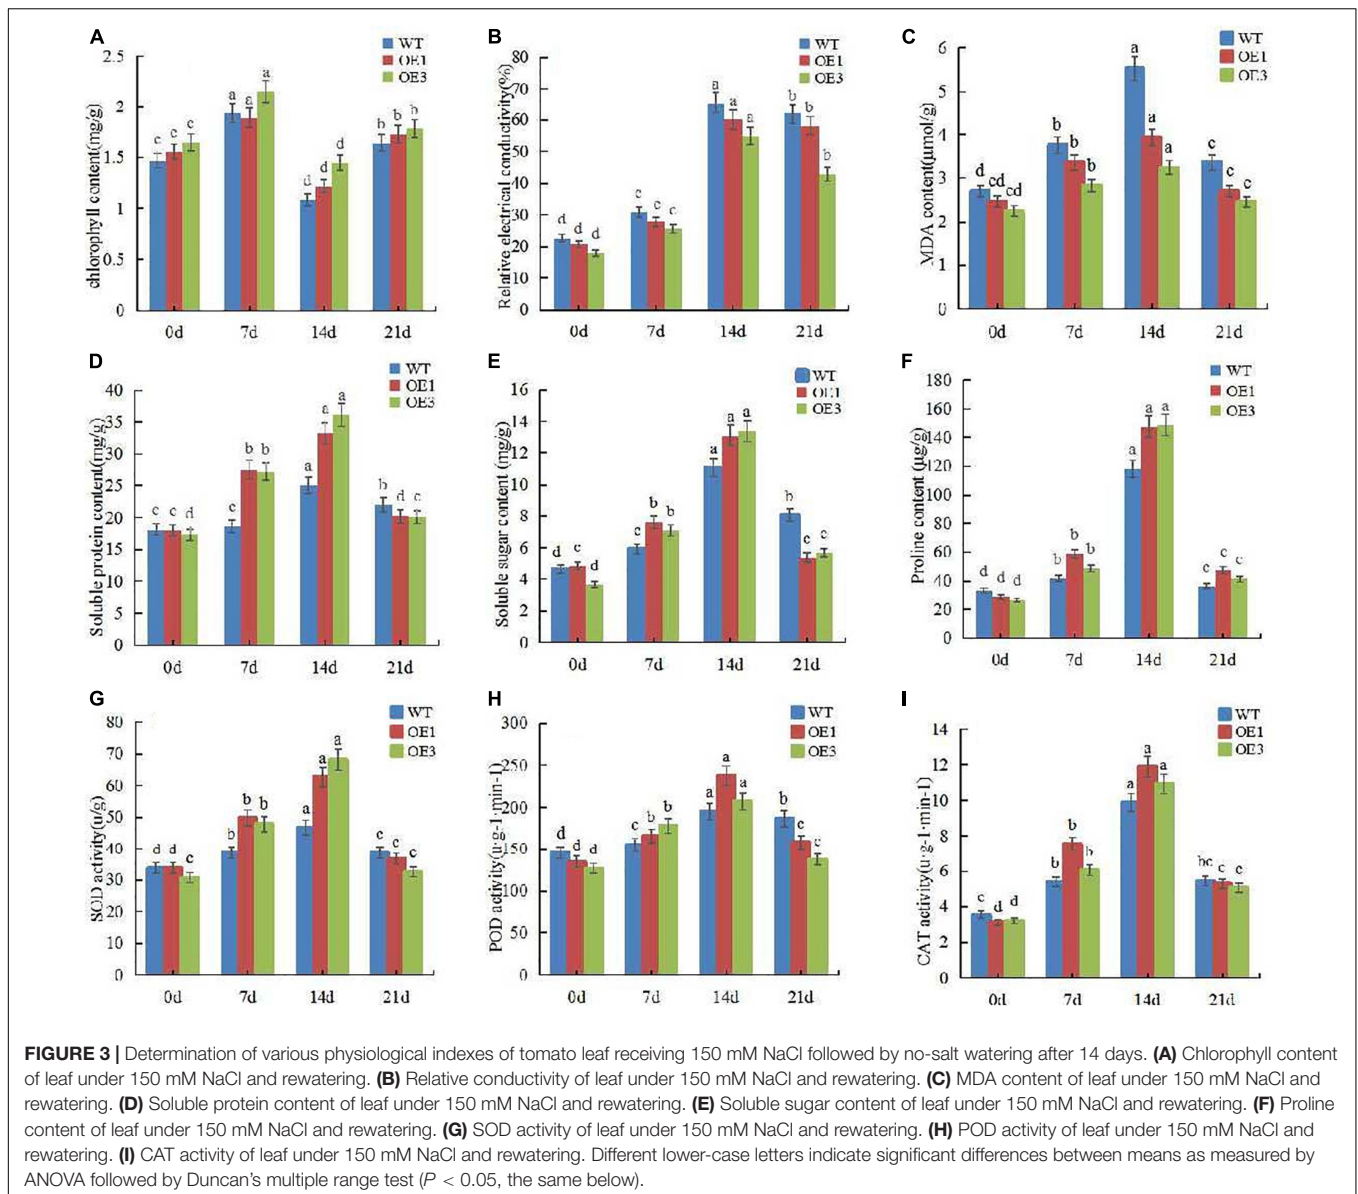 A
chlorophyll content(mg/g)
2.5
2
1.5
1
0.5
0
WT
OE1
OE3
c c c
a a a
d d d
b b b
0d 7d 14d 21d
B
Relative electrical conductivity(%)
80
70
60
50
40
30
20
10
0
WT
OE1
OE3
d d d
c c c
a a a
b b b
0d 7d 14d 21d
C
MDA content(μmol/g)
6
5
4
3
2
1
0
WT
OE1
OE3
d cd cd
b b b
a a a
c c c
0d 7d 14d 21d
D
Soluble protein content(mg/g)
40
35
30
25
20
15
10
5
0
WT
OE1
OE3
c c d
c b b
a a a
b d c
0d 7d 14d 21d
E
Soluble sugar content (mg/g)
16
14
12
10
8
6
4
2
0
WT
OE1
OE3
d c d
c b b
a a a
b c c
0d 7d 14d 21d
F
Proline content (μg/g)
180
160
140
120
100
80
60
40
20
0
WT
OE1
OE3
d d d
b b b
a a a
c c c
0d 7d 14d 21d
G
SOD activity(u/g)
80
70
60
50
40
30
20
10
0
WT
OE1
OE3
d d c
b b b
a a a
c c c
0d 7d 14d 21d
H
POD activity(u·g-1·min-1)
300
250
200
150
100
50
0
WT
OE1
OE3
d d d
c b b
a a a
b c c
0d 7d 14d 21d
I
CAT activity(u·g-1·min-1)
14
12
10
8
6
4
2
0
WT
OE1
OE3
c d d
b b b
a a a
bc c c
0d 7d 14d 21d
FIGURE 3 | Determination of various physiological indexes of tomato leaf receiving 150 mM NaCl followed by no-salt watering after 14 days. (A) Chlorophyll content
of leaf under 150 mM NaCl and rewatering. (B) Relative conductivity of leaf under 150 mM NaCl and rewatering. (C) MDA content of leaf under 150 mM NaCl and
rewatering. (D) Soluble protein content of leaf under 150 mM NaCl and rewatering. (E) Soluble sugar content of leaf under 150 mM NaCl and rewatering. (F) Proline
content of leaf under 150 mM NaCl and rewatering. (G) SOD activity of leaf under 150 mM NaCl and rewatering. (H) POD activity of leaf under 150 mM NaCl and
rewatering. (I) CAT activity of leaf under 150 mM NaCl and rewatering. Different lower-case letters indicate significant differences between means as measured by
ANOVA followed by Duncan's multiple range test (P < 0.05, the same below).